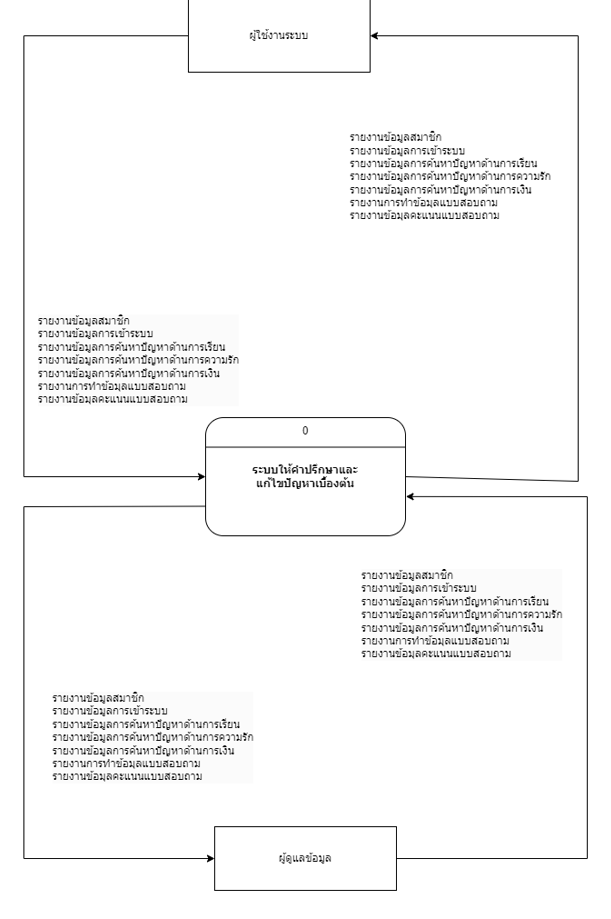 ผู้ใช้งานระบบ
รายงานข้อมูลสมาชิก
รายงานข้อมูลการเข้าระบบ
รายงานข้อมูลการค้นหาปัญหาด้านการเรียน
รายงานข้อมูลการค้นหาปัญหาด้านการความรัก
รายงานข้อมูลการค้นหาปัญหาด้านการเงิน
รายงานการทำข้อมูลแบบสอบถาม
รายงานข้อมูลคะแนนแบบสอบถาม
รายงานข้อมูลสมาชิก
รายงานข้อมูลการเข้าระบบ
รายงานข้อมูลการค้นหาปัญหาด้านการเรียน
รายงานข้อมูลการค้นหาปัญหาด้านการความรัก
รายงานข้อมูลการค้นหาปัญหาด้านการเงิน
รายงานการทำข้อมูลแบบสอบถาม
รายงานข้อมูลคะแนนแบบสอบถาม
0
ระบบให้คำปรึกษาและ
แก้ไขปัญหาเบื้องต้น
รายงานข้อมูลสมาชิก
รายงานข้อมูลการเข้าระบบ
รายงานข้อมูลการค้นหาปัญหาด้านการเรียน
รายงานข้อมูลการค้นหาปัญหาด้านการความรัก
รายงานข้อมูลการค้นหาปัญหาด้านการเงิน
รายงานการทำข้อมูลแบบสอบถาม
รายงานข้อมูลคะแนนแบบสอบถาม
รายงานข้อมูลสมาชิก
รายงานข้อมูลการเข้าระบบ
รายงานข้อมูลการค้นหาปัญหาด้านการเรียน
รายงานข้อมูลการค้นหาปัญหาด้านการความรัก
รายงานข้อมูลการค้นหาปัญหาด้านการเงิน
รายงานการทำข้อมูลแบบสอบถาม
รายงานข้อมูลคะแนนแบบสอบถาม
ผู้ดูแลข้อมูล